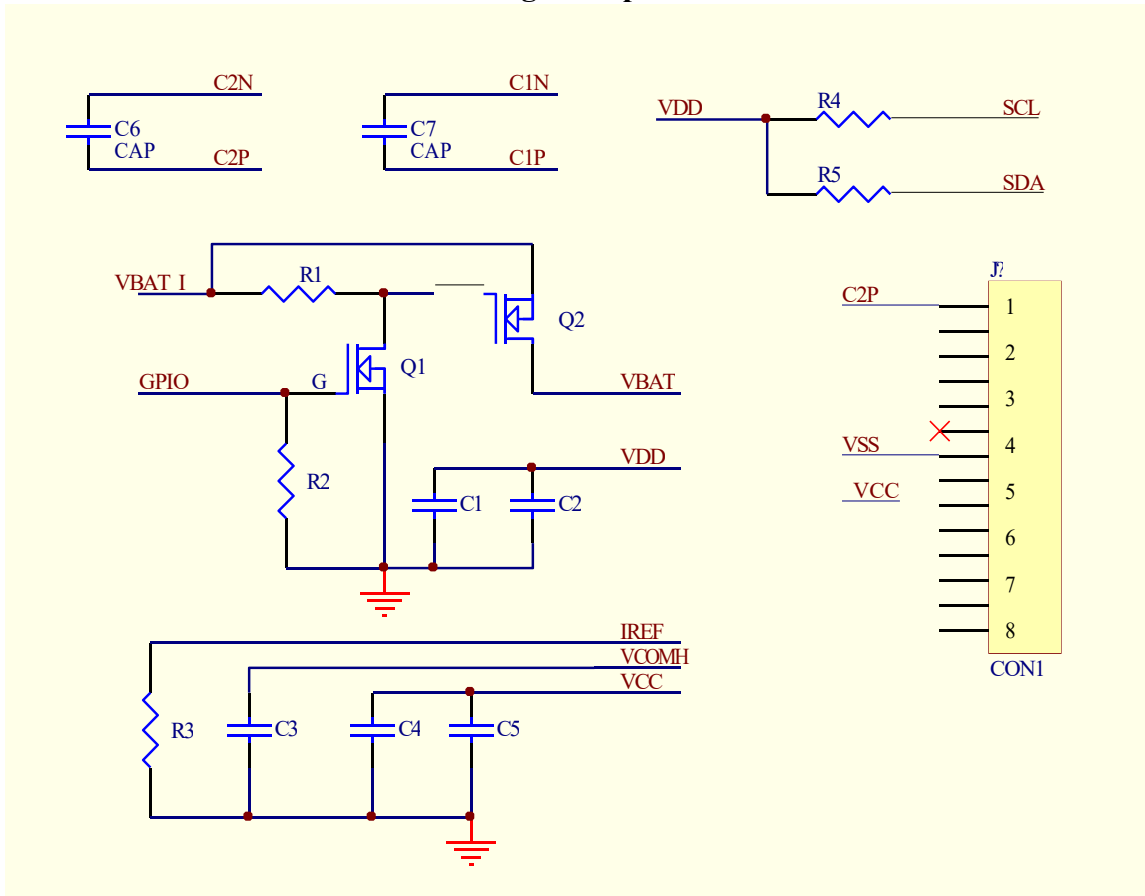 C2N
C6
CAP
C2P
C1N
C7
CAP
C1P
VDD
R4
SCL
R5
SDA
VBAT I
R1
Q2
Q1
GPIO
G
VBAT
R2
VDD
C1
C2
J?
C2P
1
2
3
4
VSS
5
VCC
6
7
8
CON1
IREF
VCOMH
VCC
R3
C3
C4
C5